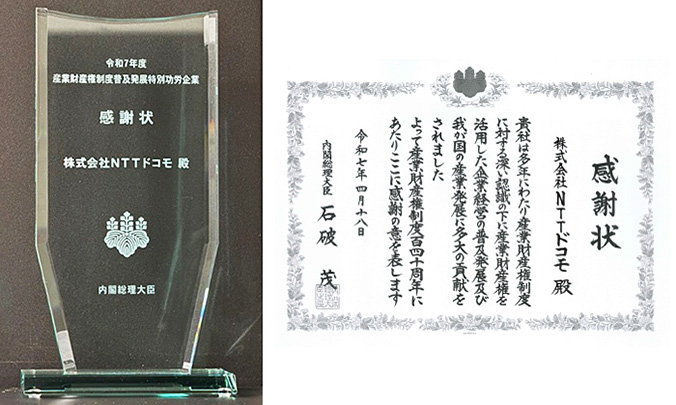 令和7年度
産業財産権制度普及発展特別功労企業
感謝状
株式会社NTTドコモ 殿
内閣総理大臣
感謝状
株式会社NTTドコモ 殿
貴社は多年にわたり産業財産権制度
に対する深い認識の下に産業財産権を
活用した企業経営の普及発展及び
我が国の産業発展に多大の貢献を
されました
よって産業財産権制度百四十周年に
あたりここに感謝の意を表します
令和七年四月十八日
内閣総理大臣 石破 茂